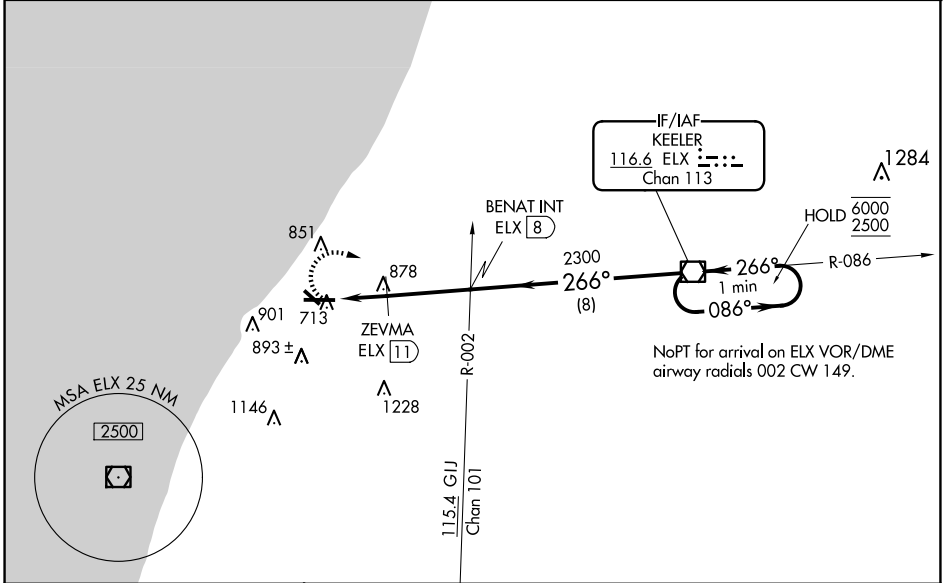 IF/IAF
KEELER
116.6 ELX
Chan 113
1284
HOLD 6000
2500
BENAT INT
ELX 8
851
2300
266°
(8)
266°
1 min
086°
R-086
878
713
901
893 ±
ZEVMA
ELX 11
R-002
NoPT for arrival on ELX VOR/DME
airway radials 002 CW 149.
MSA ELX 25 NM
2500
1146
1228
115.4 GIJ
Chan 101